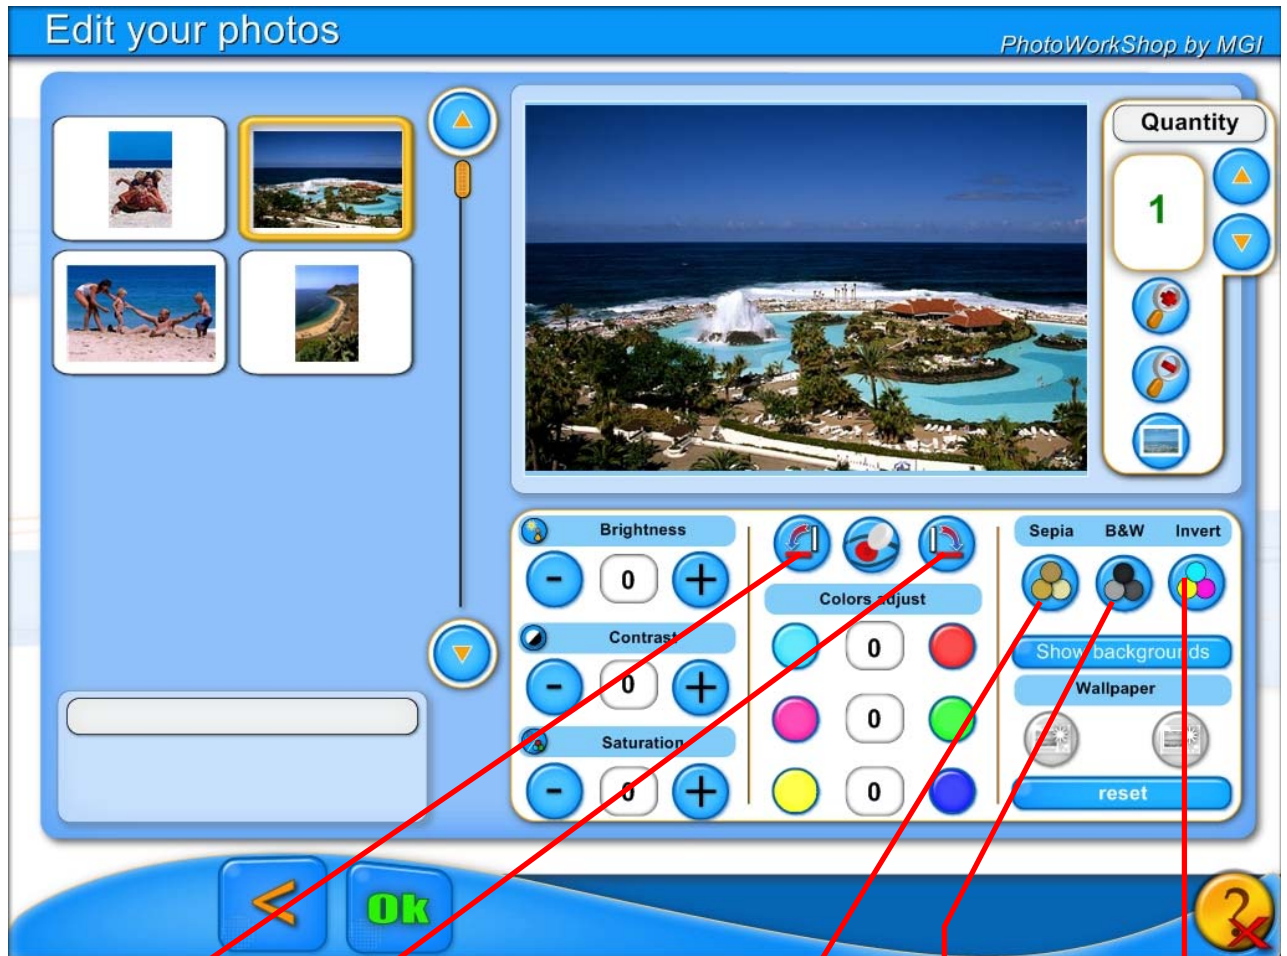 Edit your photos
PhotoWorkShop by MGI
Quantity
1
Brightness
- 0 +
Contrast
- 0 +
Saturation
- 0 +
Colors adjust
0
0
0
Sepia B&W Invert
Show backgrounds
Wallpaper
reset
< Ok ?